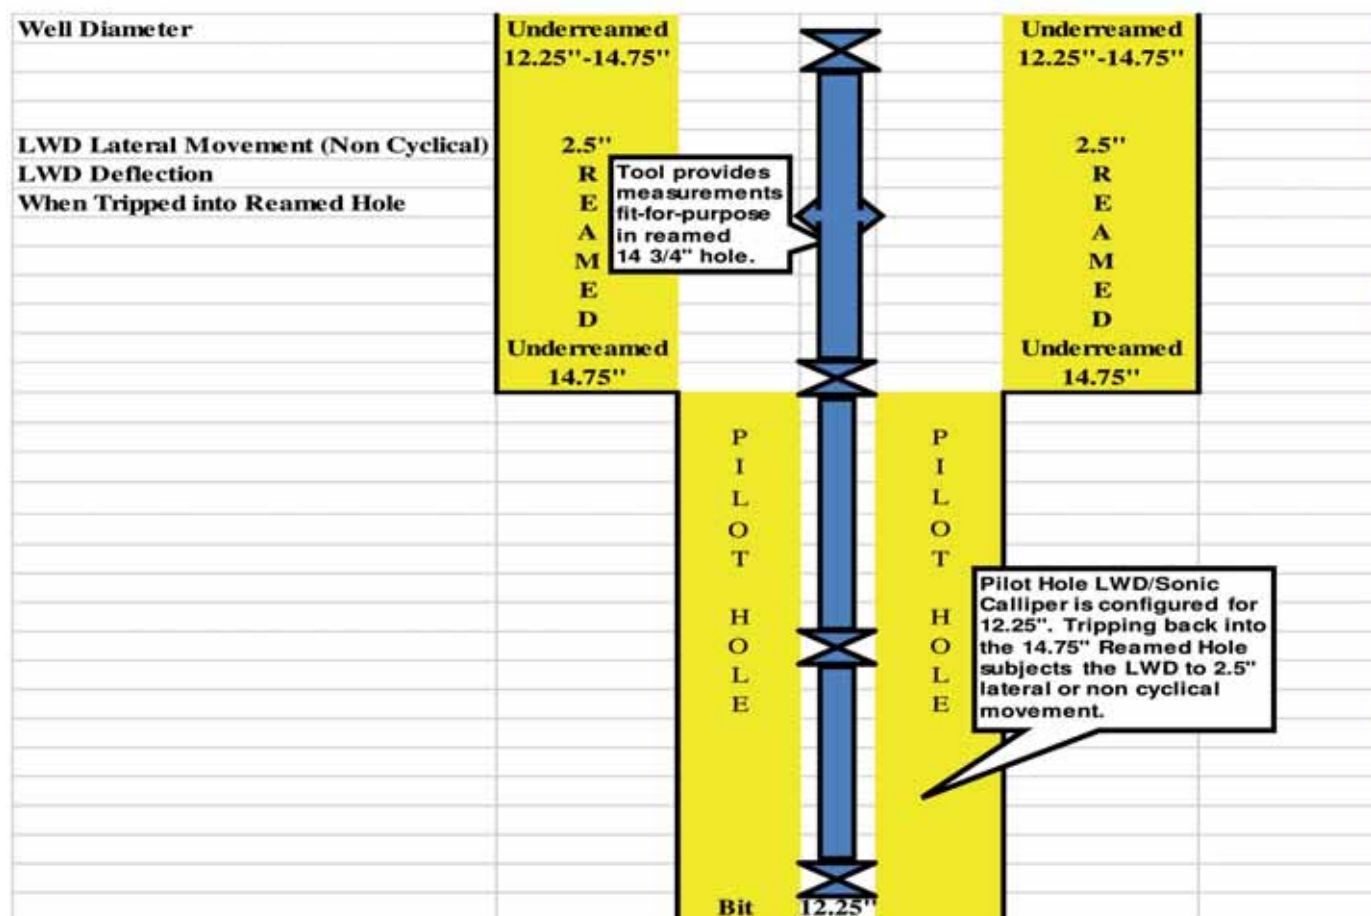 Well Diameter
Underreamed
12.25"-14.75"
Underreamed
12.25"-14.75"
LWD Lateral Movement (Non Cyclical)
LWD Deflection
When Tripped into Reamed Hole
2.5"
R
E
A
M
E
D
Underreamed
14.75"
Tool provides
measurements
fit-for-purpose
in reamed
14 3/4" hole.
2.5"
R
E
A
M
E
D
Underreamed
14.75"
P
I
L
O
T
H
O
L
E
P
I
L
O
T
H
O
L
E
Pilot Hole LWD/Sonic
Calliper is configured for
12.25". Tripping back into
the 14.75" Reamed Hole
subjects the LWD to 2.5"
lateral or non cyclical
movement.
Bit 12.25"